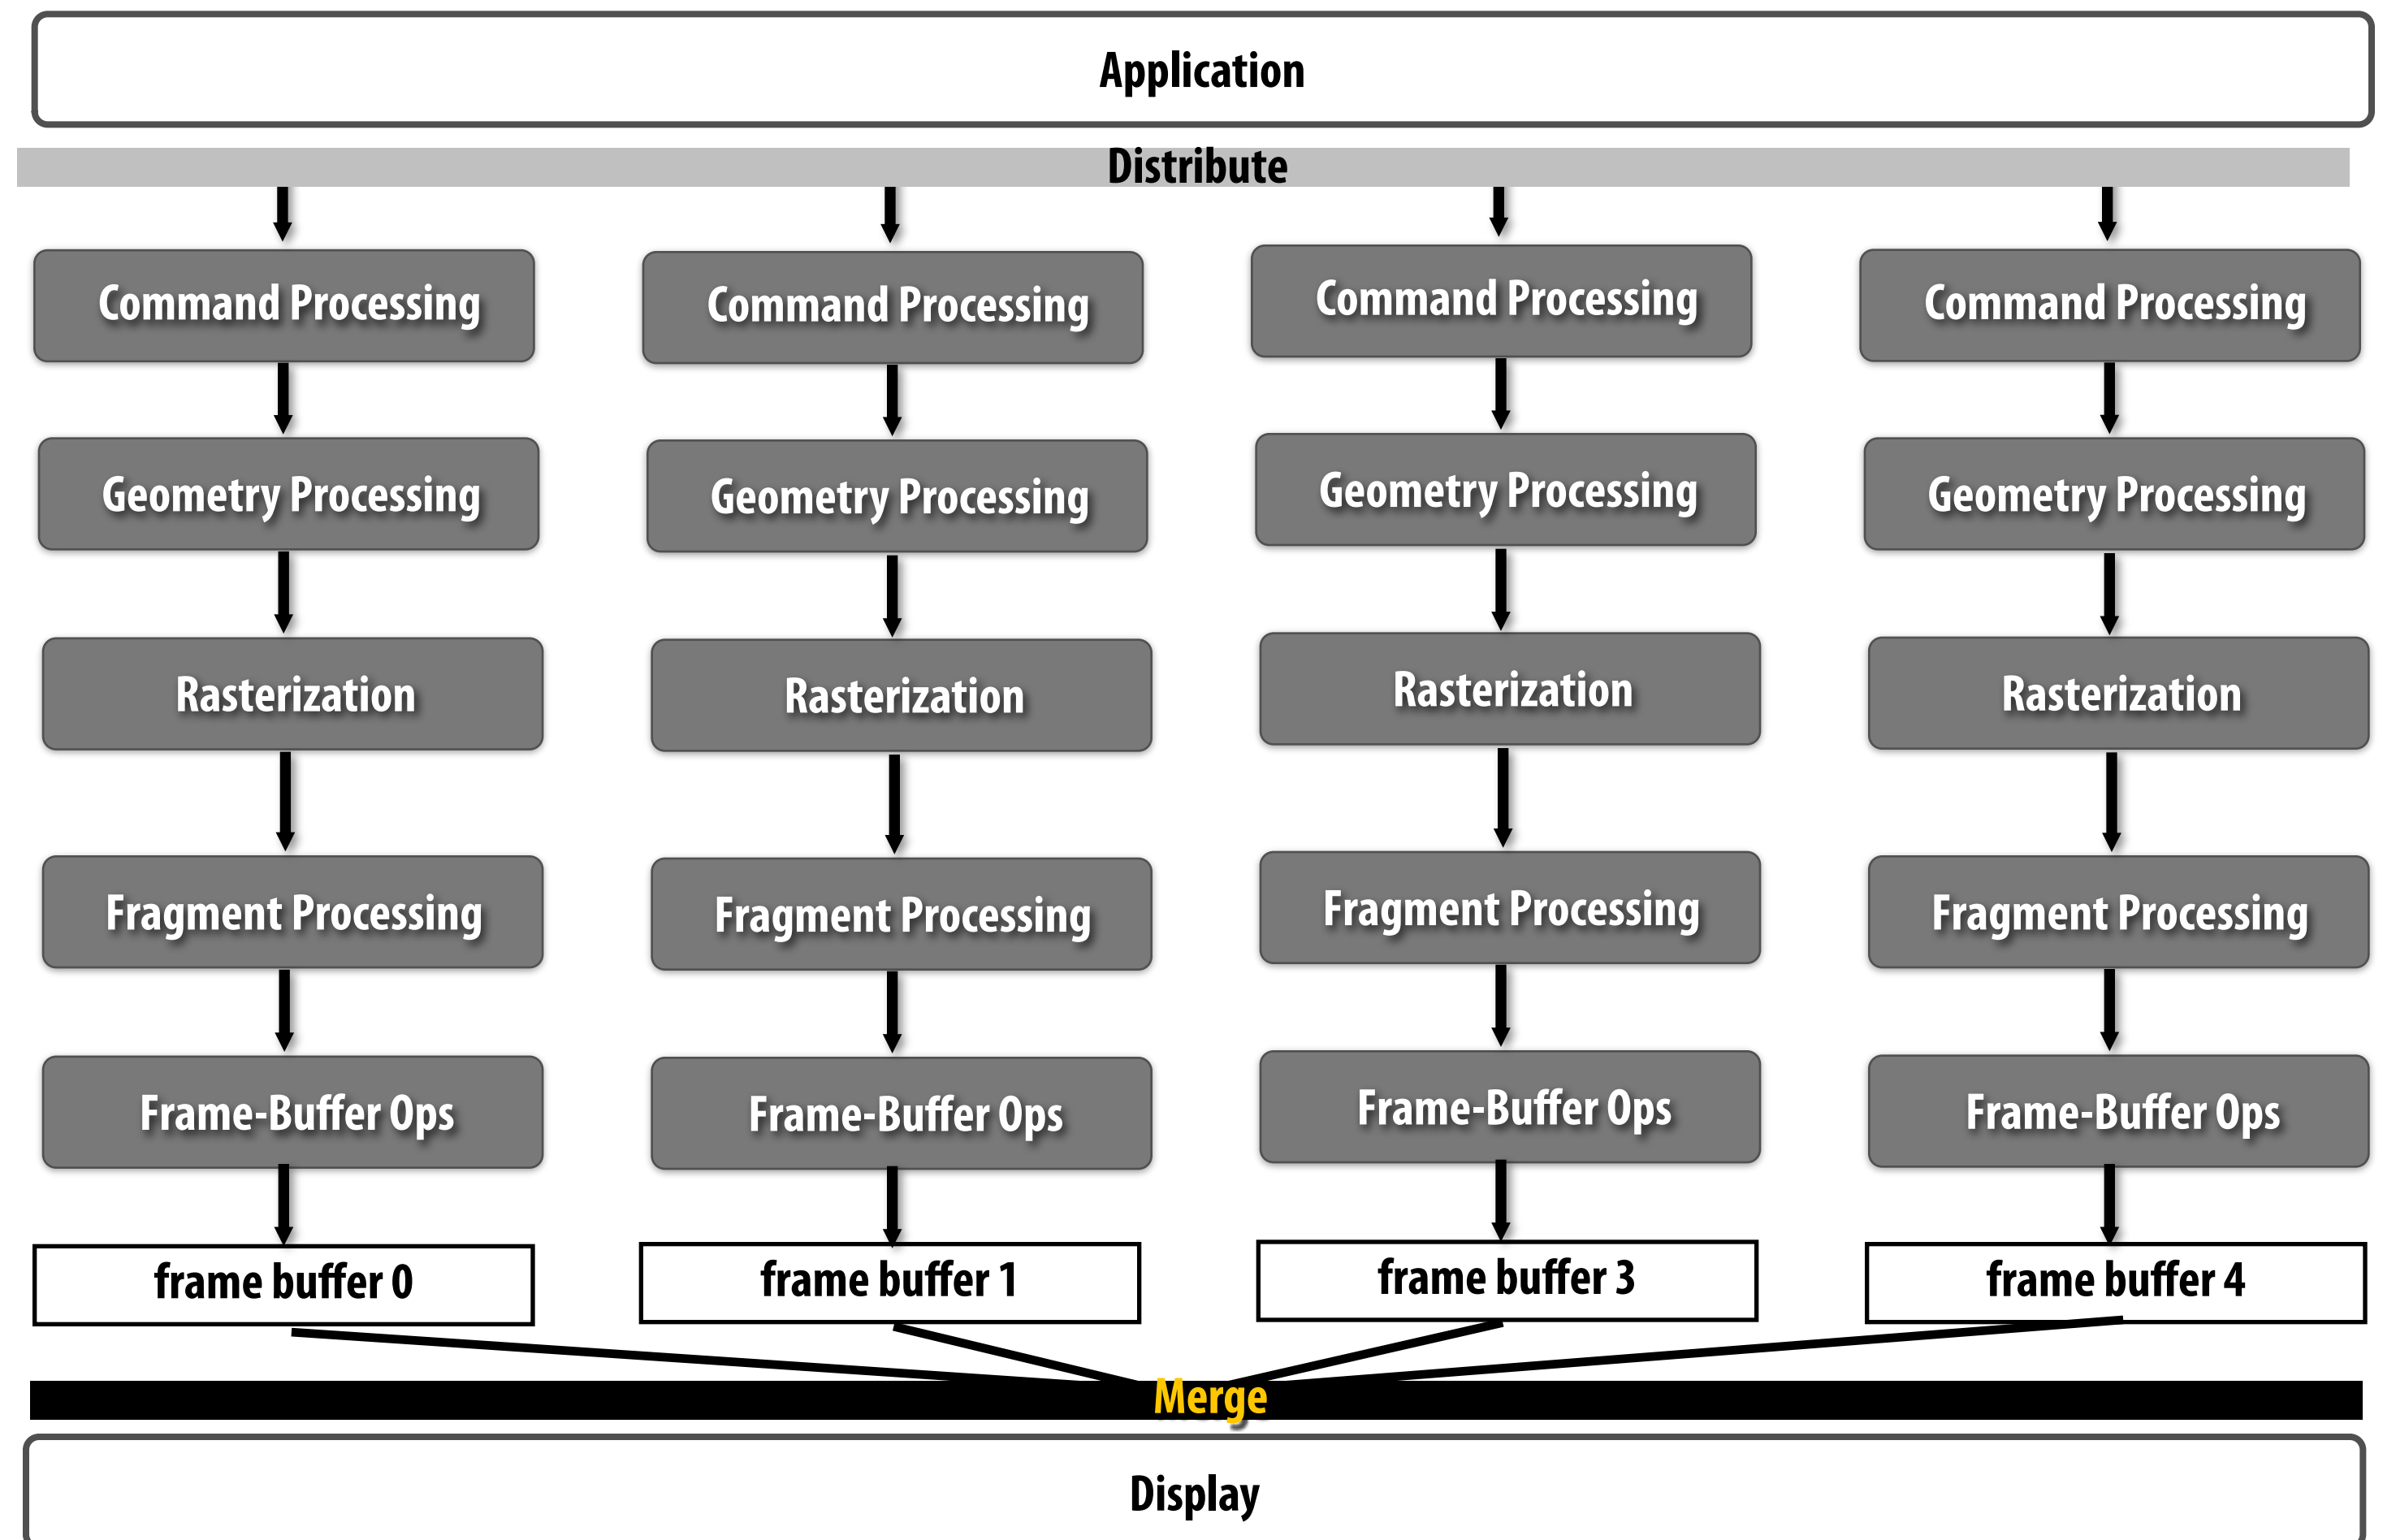 Application
Distribute
Command Processing
Command Processing
Command Processing
Command Processing
Geometry Processing
Geometry Processing
Geometry Processing
Geometry Processing
Rasterization
Rasterization
Rasterization
Rasterization
Fragment Processing
Fragment Processing
Fragment Processing
Fragment Processing
Frame-Buffer Ops
Frame-Buffer Ops
Frame-Buffer Ops
Frame-Buffer Ops
frame buffer 0
frame buffer 1
frame buffer 3
frame buffer 4
Merge
Display